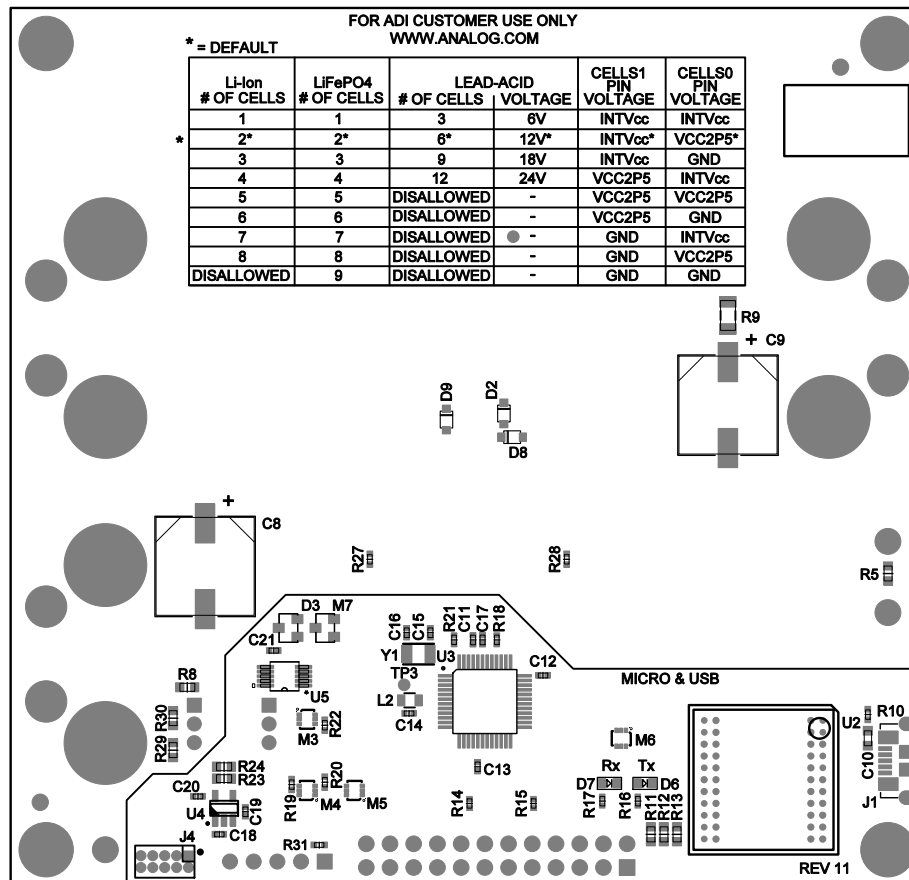 FOR ADI CUSTOMER USE ONLY
WWW.ANALOG.COM
* = DEFAULT
Li-Ion # OF CELLS LiFePO4 # OF CELLS LEAD-ACID # OF CELLS VOLTAGE CELLS1 PIN VOLTAGE CELLS0 PIN VOLTAGE
1 1 3 6V INTVcc INTVcc
* 2* 2* 6* 12V* INTVcc* VCC2P5*
3 3 9 18V INTVcc GND
4 4 12 24V VCC2P5 INTVcc
5 5 DISALLOWED - VCC2P5 VCC2P5
6 6 DISALLOWED - VCC2P5 GND
7 7 DISALLOWED - GND INTVcc
8 8 DISALLOWED - GND VCC2P5
DISALLOWED 9 DISALLOWED - GND GND
R9
+ C9
D9 D2
D8
+ C8
R27 R28
R5
D3 M7
C16 C15 R21 C11 C17 R18
C21
Y1 U3
TP3
C12
R8
*U5
L2
MICRO & USB
C14
R30
R29
M3 R22
M6
U2
R10
C10
R24
R23
C13
Rx Tx
D7 D6
C20
R19 R20
M4 M5
R14 R15
R17 R16
R11 R12 R13
J1
U4 C19
C18
J4
R31
REV 11